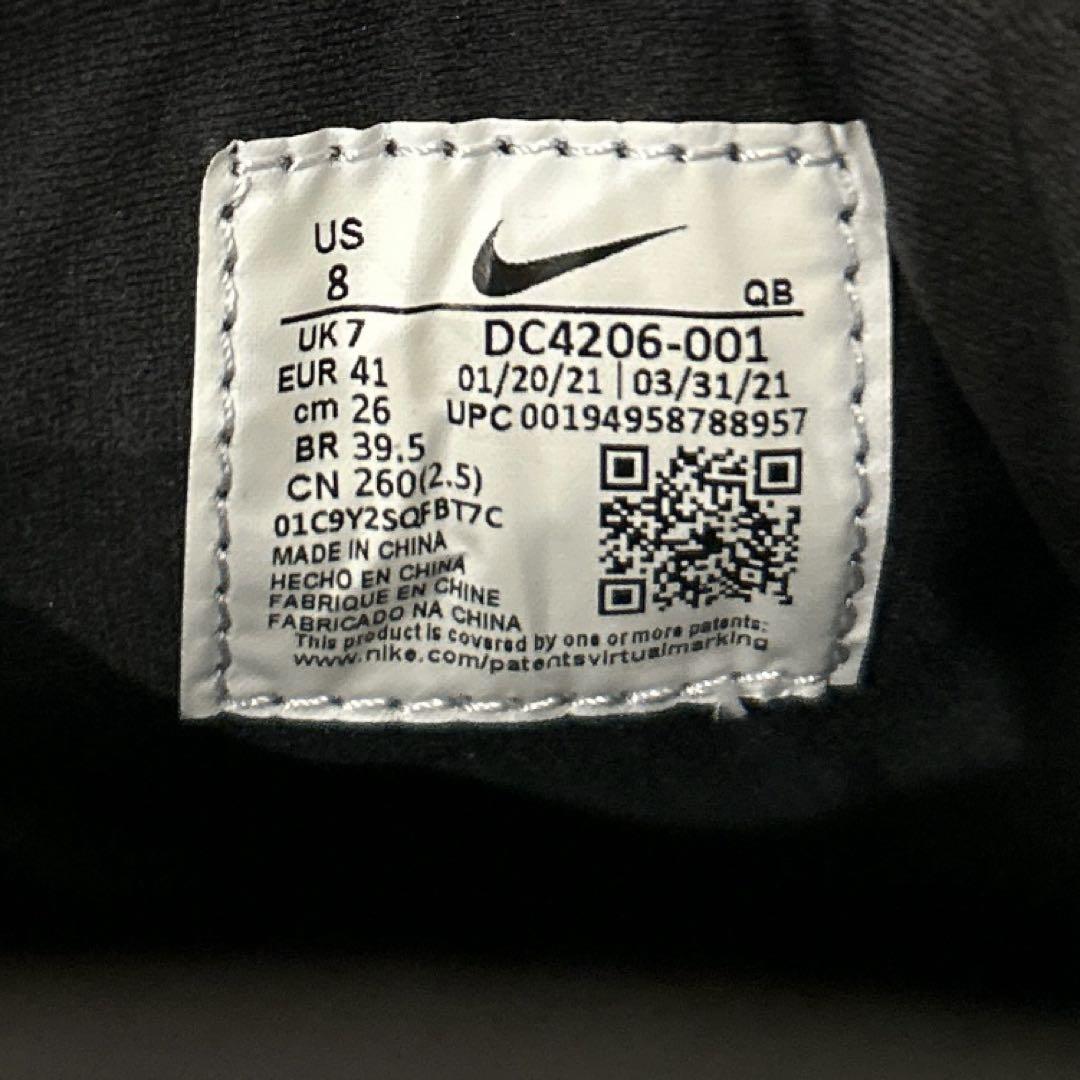 US
8
QB
UK 7
EUR 41
cm 26
BR 39.5
CN 260(2.5)
01C9Y2SQFBT7C
DC4206-001
01/20/21 | 03/31/21
UPC 00194958788957
MADE IN CHINA
HECHO EN CHINA
FABRIQUE EN CHINE
FABRICADO NA CHINA
This product is covered by one or more patents:
www.nike.com/patentsvirtualmarking